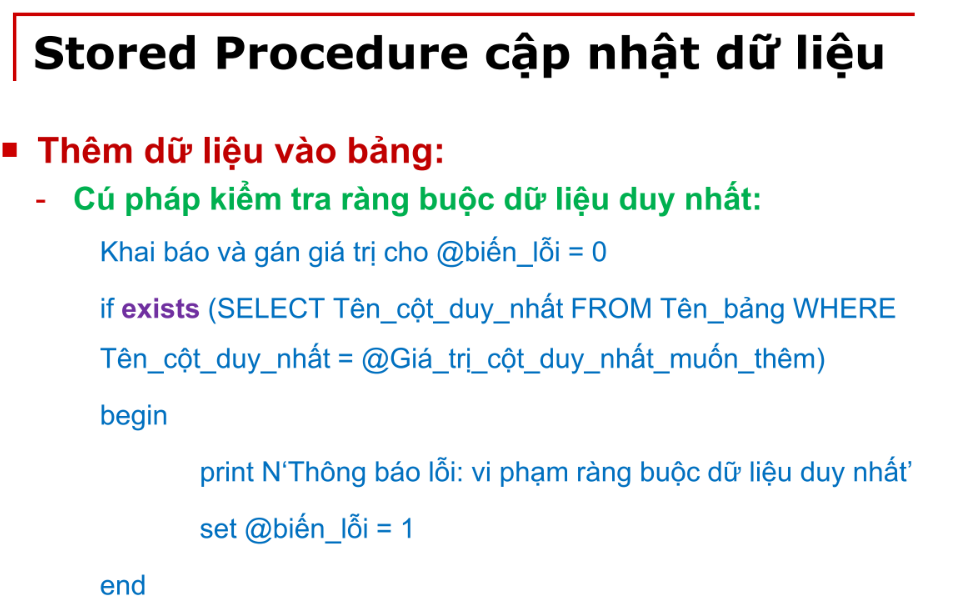 Stored Procedure cập nhật dữ liệu
Thêm dữ liệu vào bảng:
- Cú pháp kiểm tra ràng buộc dữ liệu duy nhất:
Khai báo và gán giá trị cho @biến_lỗi = 0
if exists (SELECT Tên_cột_duy_nhất FROM Tên_bảng WHERE
Tên_cột_duy_nhất = @Giá_trị_cột_duy_nhất_muốn_thêm)
begin
print N‘Thông báo lỗi: vi phạm ràng buộc dữ liệu duy nhất’
set @biến_lỗi = 1
end